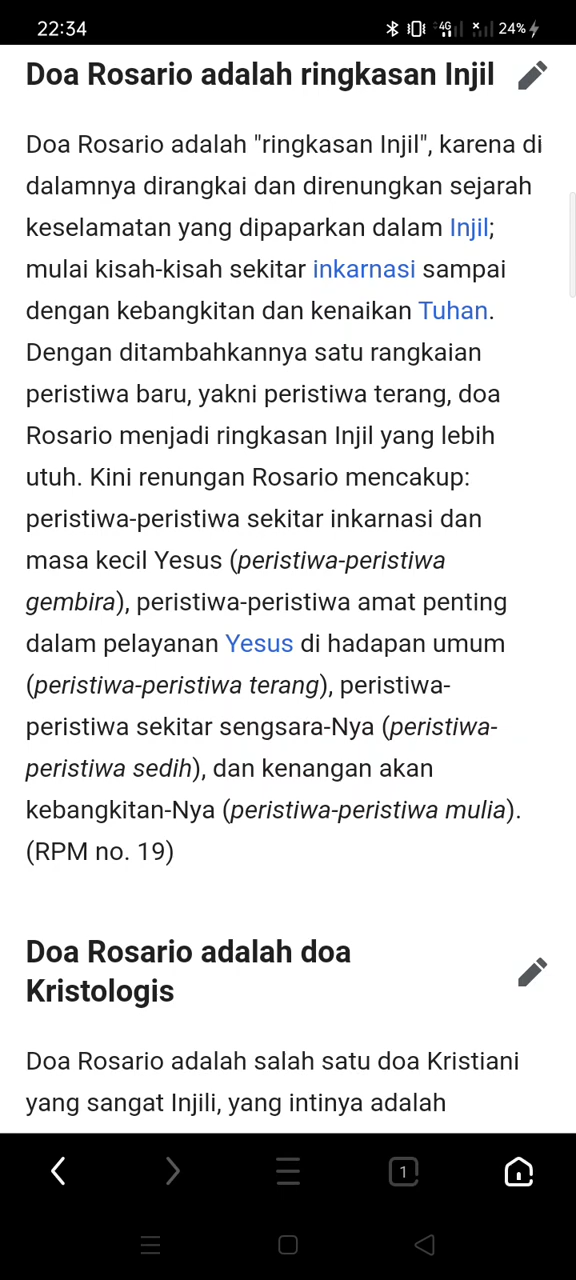 22:34
4G
24%
Doa Rosario adalah ringkasan Injil
Doa Rosario adalah "ringkasan Injil", karena di
dalamnya dirangkai dan direnungkan sejarah
keselamatan yang dipaparkan dalam Injil;
mulai kisah-kisah sekitar inkarnasi sampai
dengan kebangkitan dan kenaikan Tuhan.
Dengan ditambahkannya satu rangkaian
peristiwa baru, yakni peristiwa terang, doa
Rosario menjadi ringkasan Injil yang lebih
utuh. Kini renungan Rosario mencakup:
peristiwa-peristiwa sekitar inkarnasi dan
masa kecil Yesus (peristiwa-peristiwa
gembira), peristiwa-peristiwa amat penting
dalam pelayanan Yesus di hadapan umum
(peristiwa-peristiwa terang), peristiwa-
peristiwa sekitar sengsara-Nya (peristiwa-
peristiwa sedih), dan kenangan akan
kebangkitan-Nya (peristiwa-peristiwa mulia).
(RPM no. 19)
Doa Rosario adalah doa
Kristologis
Doa Rosario adalah salah satu doa Kristiani
yang sangat Injili, yang intinya adalah
1